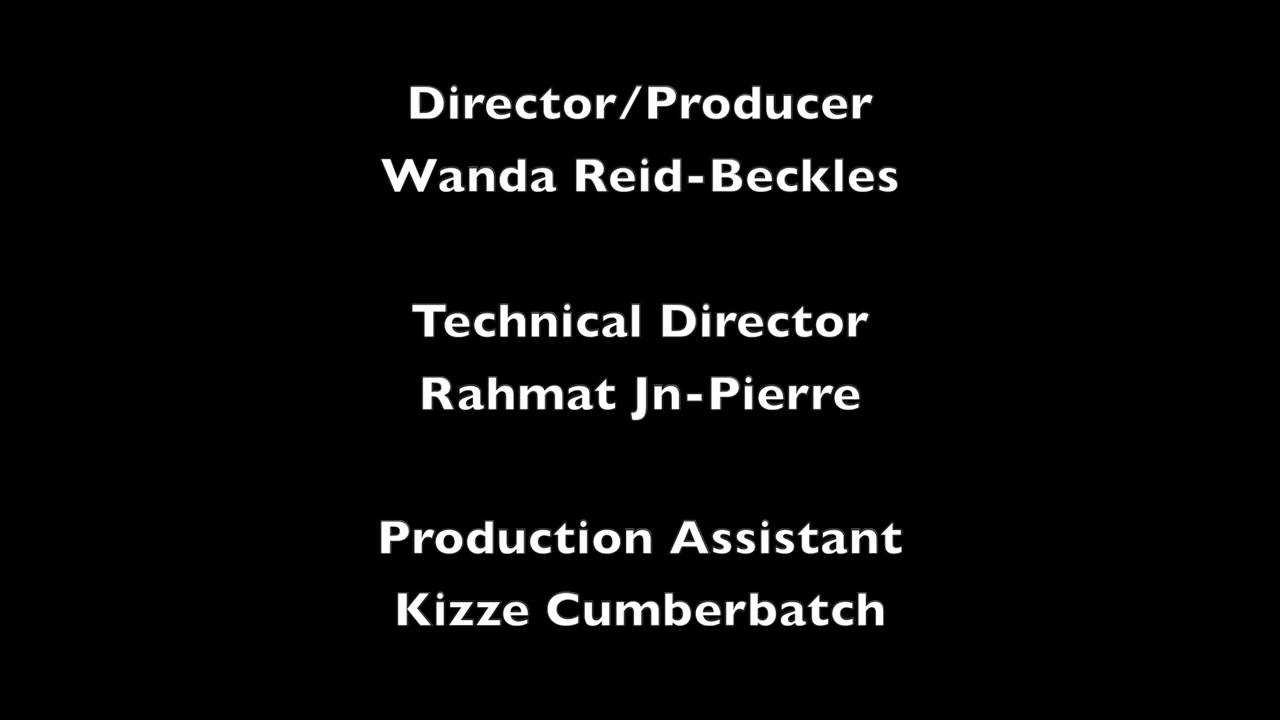 Director/Producer
Wanda Reid-Beckles
Technical Director
Rahmat Jn-Pierre
Production Assistant
Kizze Cumberbatch